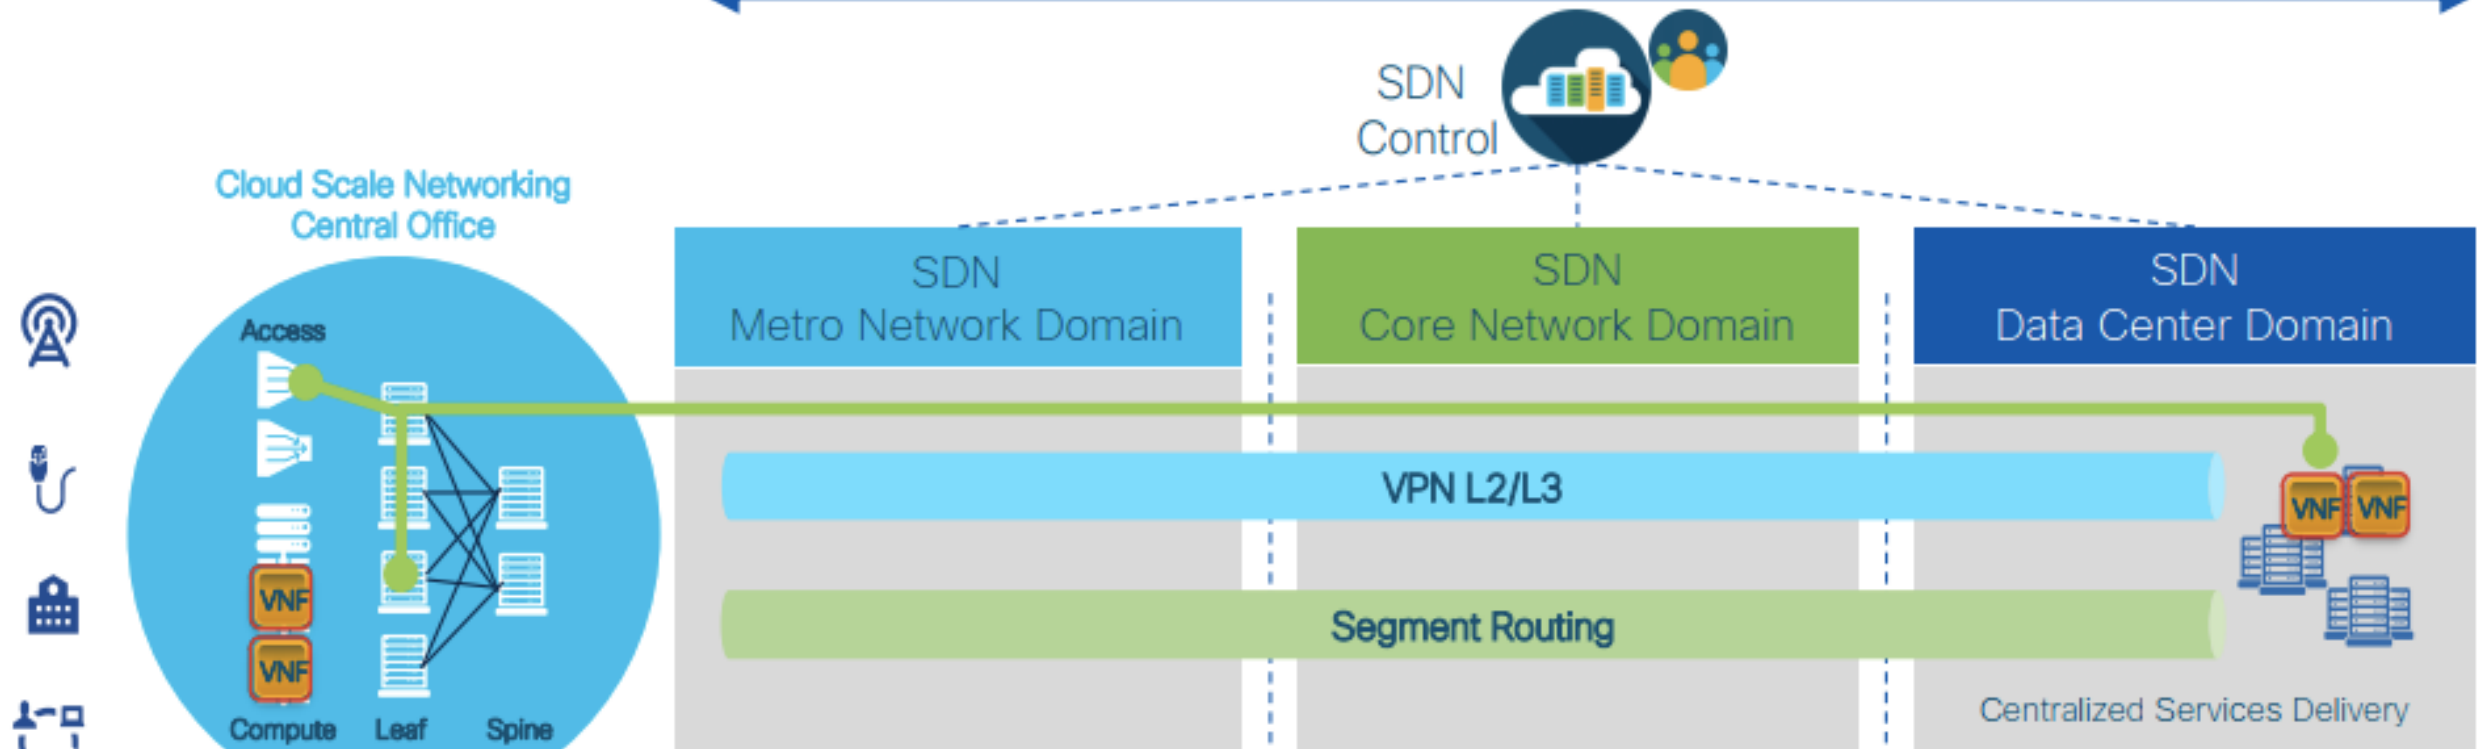 SDN
Control
Cloud Scale Networking
Central Office
SDN
Metro Network Domain
SDN
Core Network Domain
SDN
Data Center Domain
Access
VPN L2/L3
VNF
VNF
VNF
Segment Routing
VNF
Centralized Services Delivery
Compute
Leaf
Spine